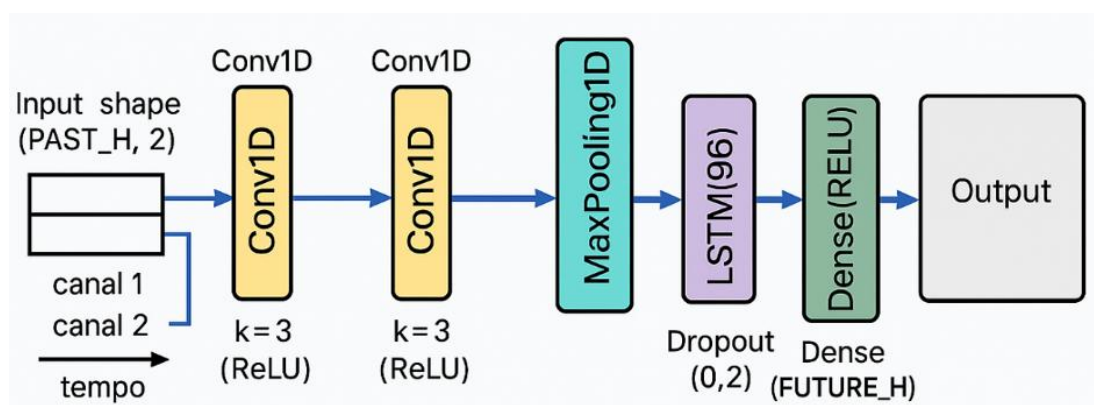 Input shape
(PAST_H, 2)
canal 1
canal 2
tempo
Conv1D
Conv1D
k=3
(ReLU)
Conv1D
Conv1D
k=3
(ReLU)
MaxPooling1D
LSTM(96)
Dropout
(0,2)
Dense(RELU)
Dense
(FUTURE_H)
Output